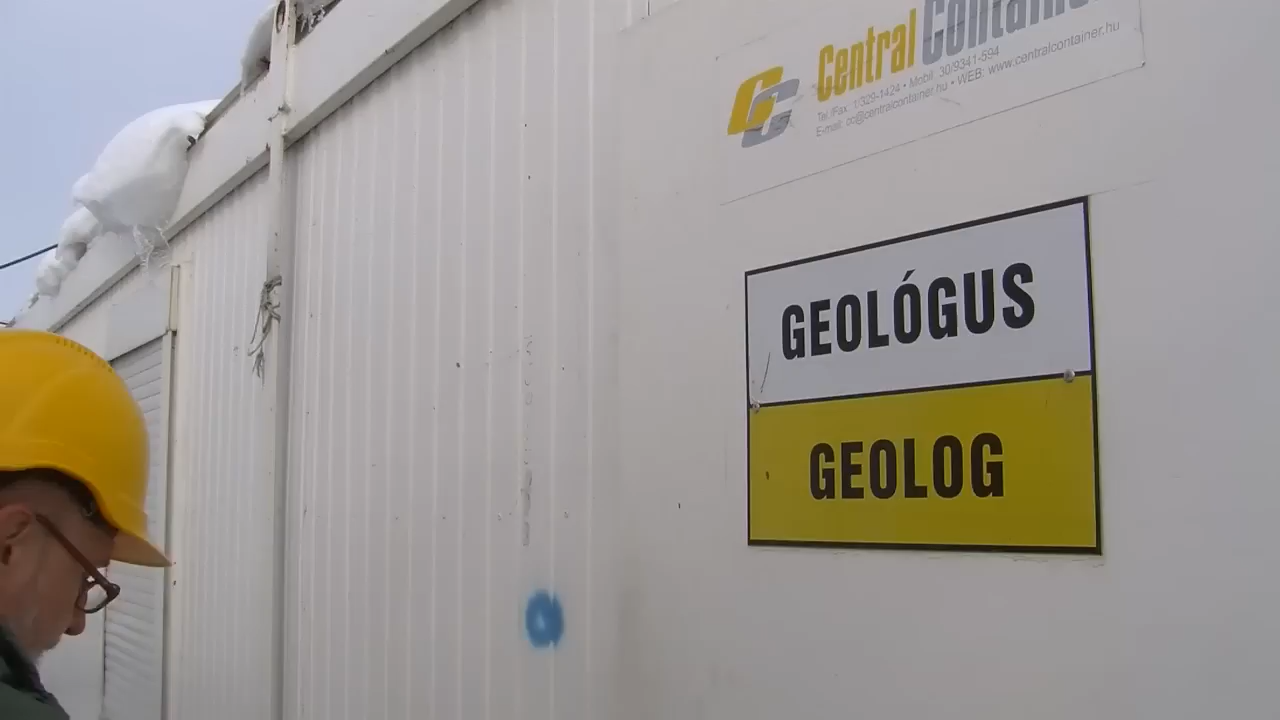 CC Central Container
Tel./Fax: 1/329-1424 • Mobil: 30/9341-594
E-mail: cc@centralcontainer.hu • WEB: www.centralcontainer.hu
GEOLÓGUS
GEOLOG